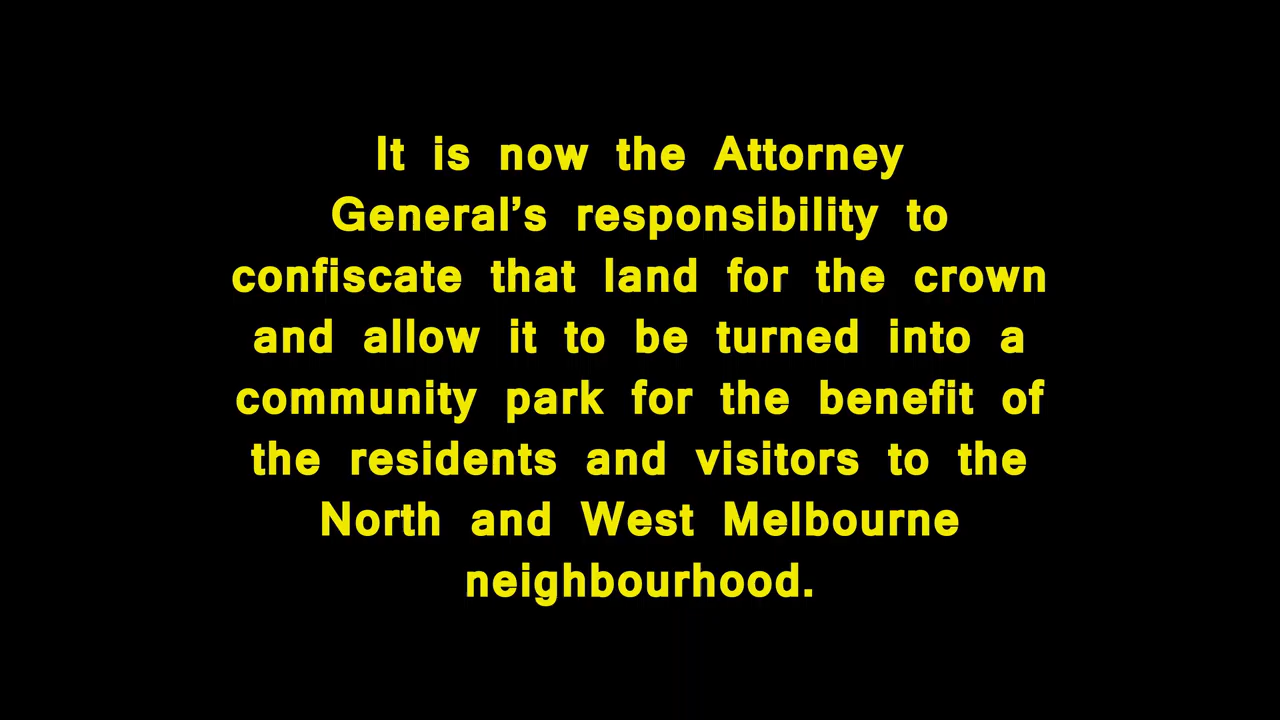 It is now the Attorney
General’s responsibility to
confiscate that land for the crown
and allow it to be turned into a
community park for the benefit of
the residents and visitors to the
North and West Melbourne
neighbourhood.